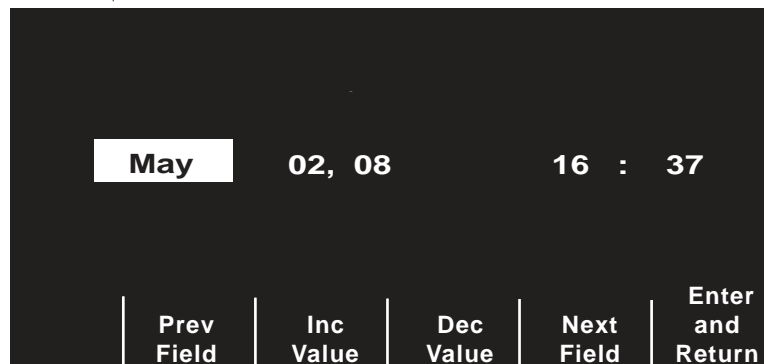 May 02, 08 16 : 37
Prev Field
Inc Value
Dec Value
Next Field
Enter and Return